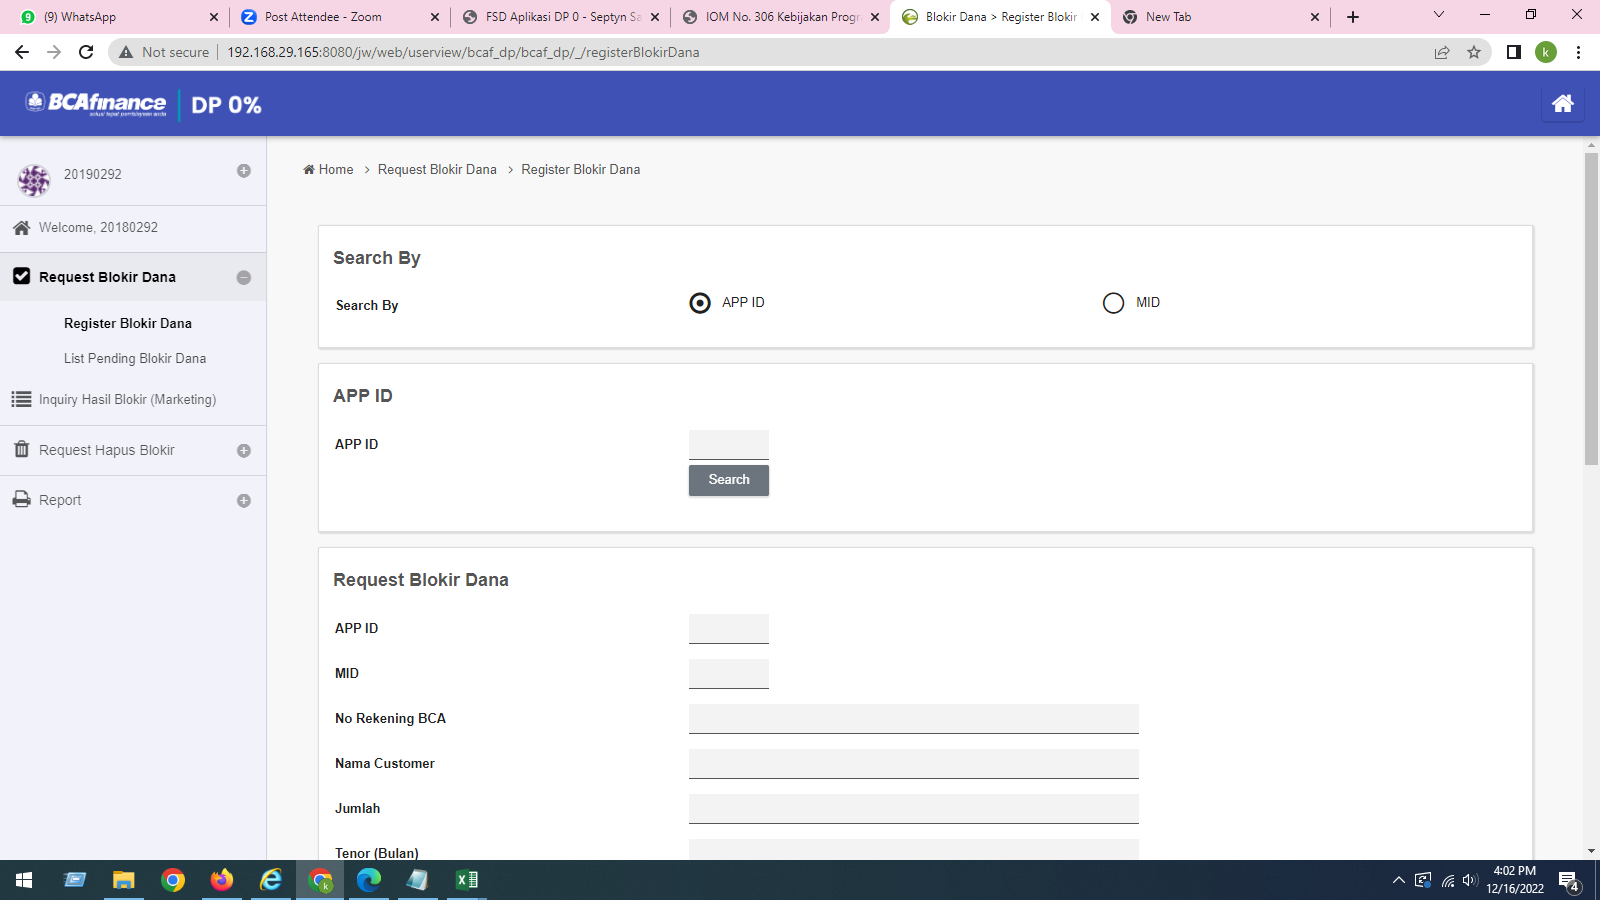 (9) WhatsApp
Post Attendee - Zoom
FSD Aplikasi DP 0 - Septyn Sa
IOM No. 306 Kebijakan Progr
Blokir Dana > Register Blokir
New Tab
Not secure
192.168.29.165:8080/jw/web/userview/bcaf_dp/bcaf_dp/_/registerBlokirDana
k
BCAfinance
solusi tepat pembiayaan anda
DP 0%
20190292
Home > Request Blokir Dana > Register Blokir Dana
Welcome, 20180292
Request Blokir Dana
Register Blokir Dana
List Pending Blokir Dana
Inquiry Hasil Blokir (Marketing)
Request Hapus Blokir
Report
Search By
Search By
APP ID
MID
APP ID
APP ID
Search
Request Blokir Dana
APP ID
MID
No Rekening BCA
Nama Customer
Jumlah
Tenor (Bulan)
4:02 PM
12/16/2022
4